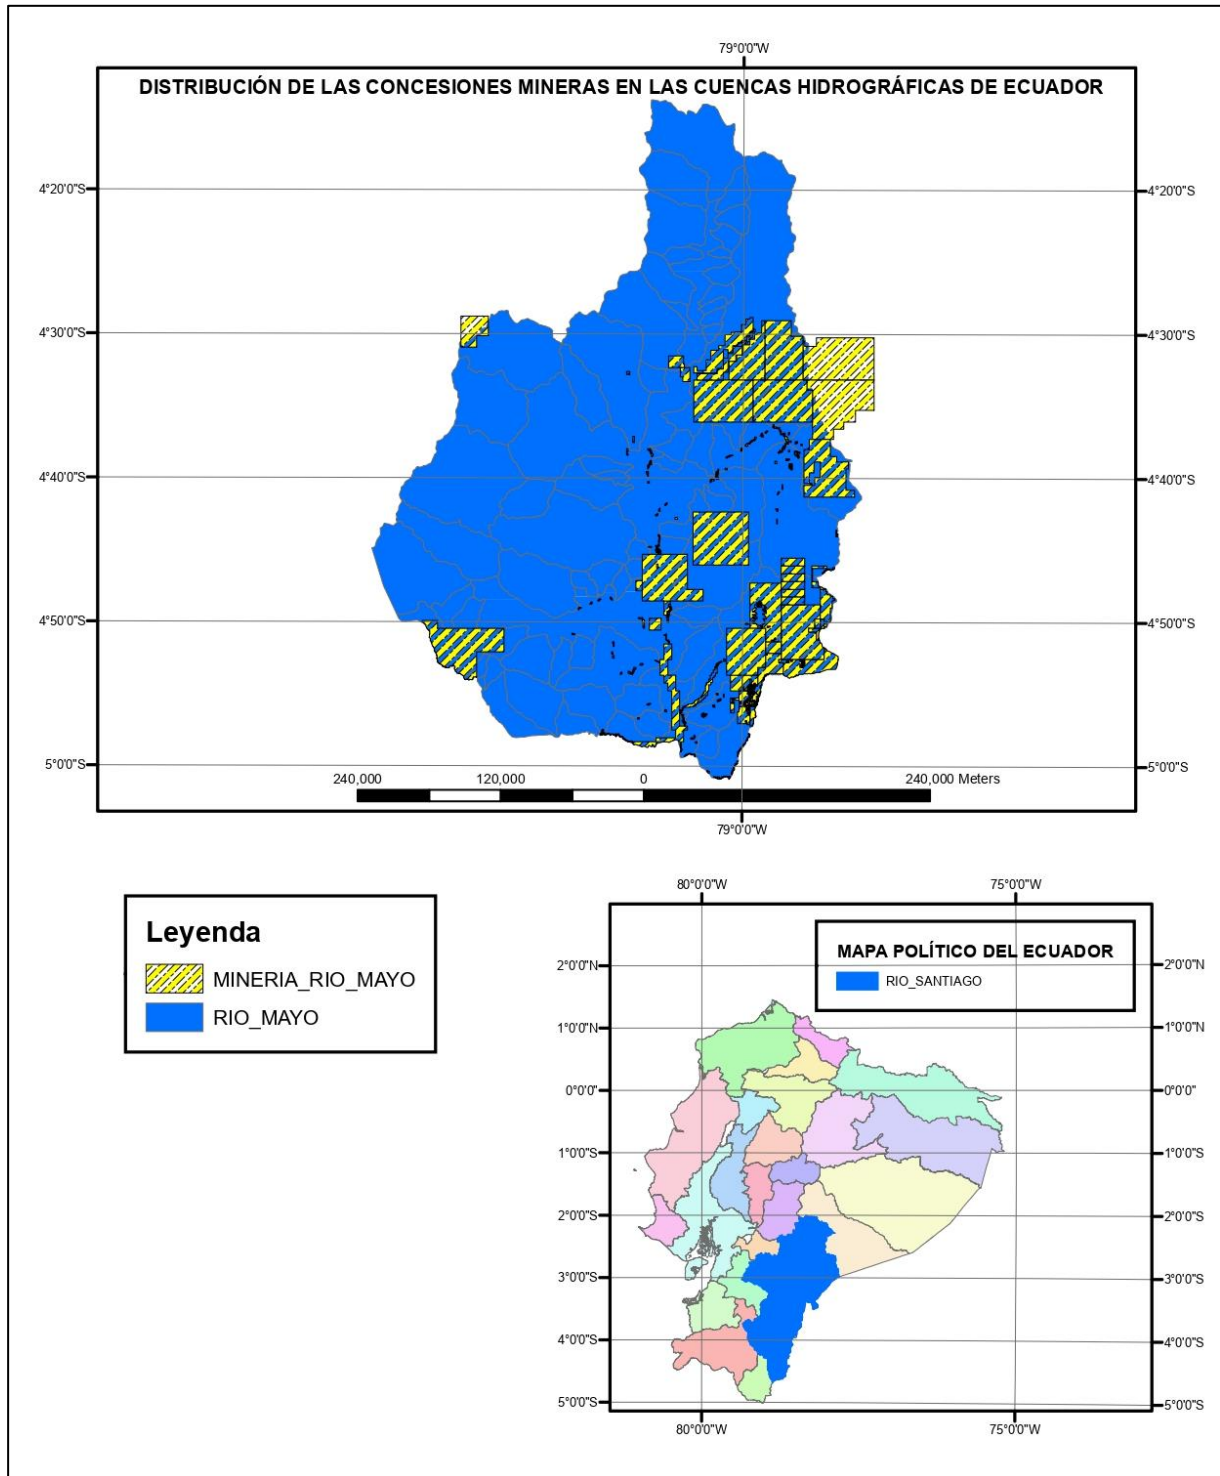 79°0'0"W
DISTRIBUCIÓN DE LAS CONCESIONES MINERAS EN LAS CUENCAS HIDROGRÁFICAS DE ECUADOR
4°20'0"S
4°20'0"S
4°30'0"S
4°30'0"S
4°40'0"S
4°40'0"S
4°50'0"S
4°50'0"S
5°0'0"S
5°0'0"S
240,000 120,000 0 240,000 Meters
79°0'0"W
80°0'0"W 75°0'0"W
Leyenda
MINERIA_RIO_MAYO
RIO_MAYO
MAPA POLÍTICO DEL ECUADOR
RIO_SANTIAGO
2°0'0"N
2°0'0"N
1°0'0"N
1°0'0"N
0°0'0"
0°0'0"
1°0'0"S
1°0'0"S
2°0'0"S
2°0'0"S
3°0'0"S
3°0'0"S
4°0'0"S
4°0'0"S
5°0'0"S
5°0'0"S
80°0'0"W 75°0'0"W